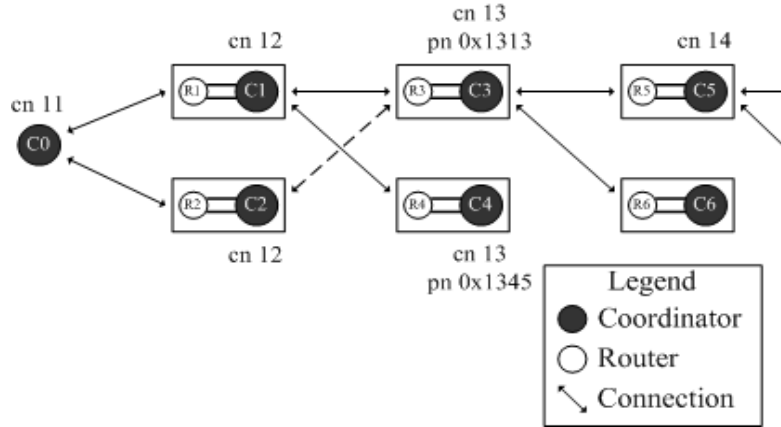 cn 13
pn 0x1313
cn 12
cn 14
cn 11
C0
R1 C1
R3 C3
R5 C5
R2 C2
R4 C4
R6 C6
cn 12
cn 13
pn 0x1345
Legend
Coordinator
Router
Connection